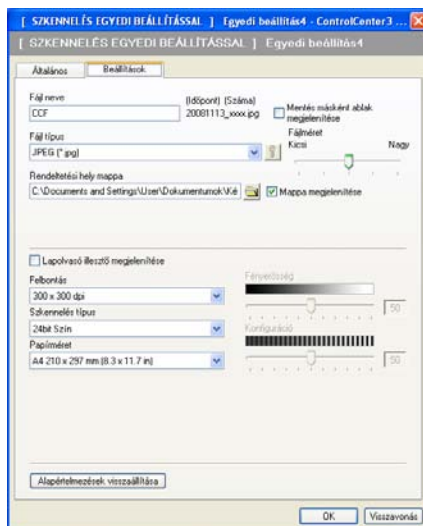 [ SZKENNELÉS EGYEDI BEÁLLÍTÁSSAL ] Egyedi beállítás4 - ControlCenter3 ...
[ SZKENNELÉS EGYEDI BEÁLLÍTÁSSAL ] Egyedi beállítás4
Általános Beállítások
Fájl neve (Időpont) (Száma)
CCF 20081113_xxxx.jpg Mentés másként ablak megjelenítése
Fájl típus Fájlméret
Kicsi Nagy
JPEG (*.jpg)
Rendeltetési hely mappa
C:\Documents and Settings\User\Dokumentumok\Ké Mappa megjelenítése
Lapolvasó illesztő megjelenítése
Felbontás Fényerősség
300 x 300 dpi 50
Szkennelés típus
24bit Szín Konfiguráció
Papírméret
A4 210 x 297 mm (8.3 x 11.7 in) 50
Alapértelmezések visszaállítása
OK Visszavonás